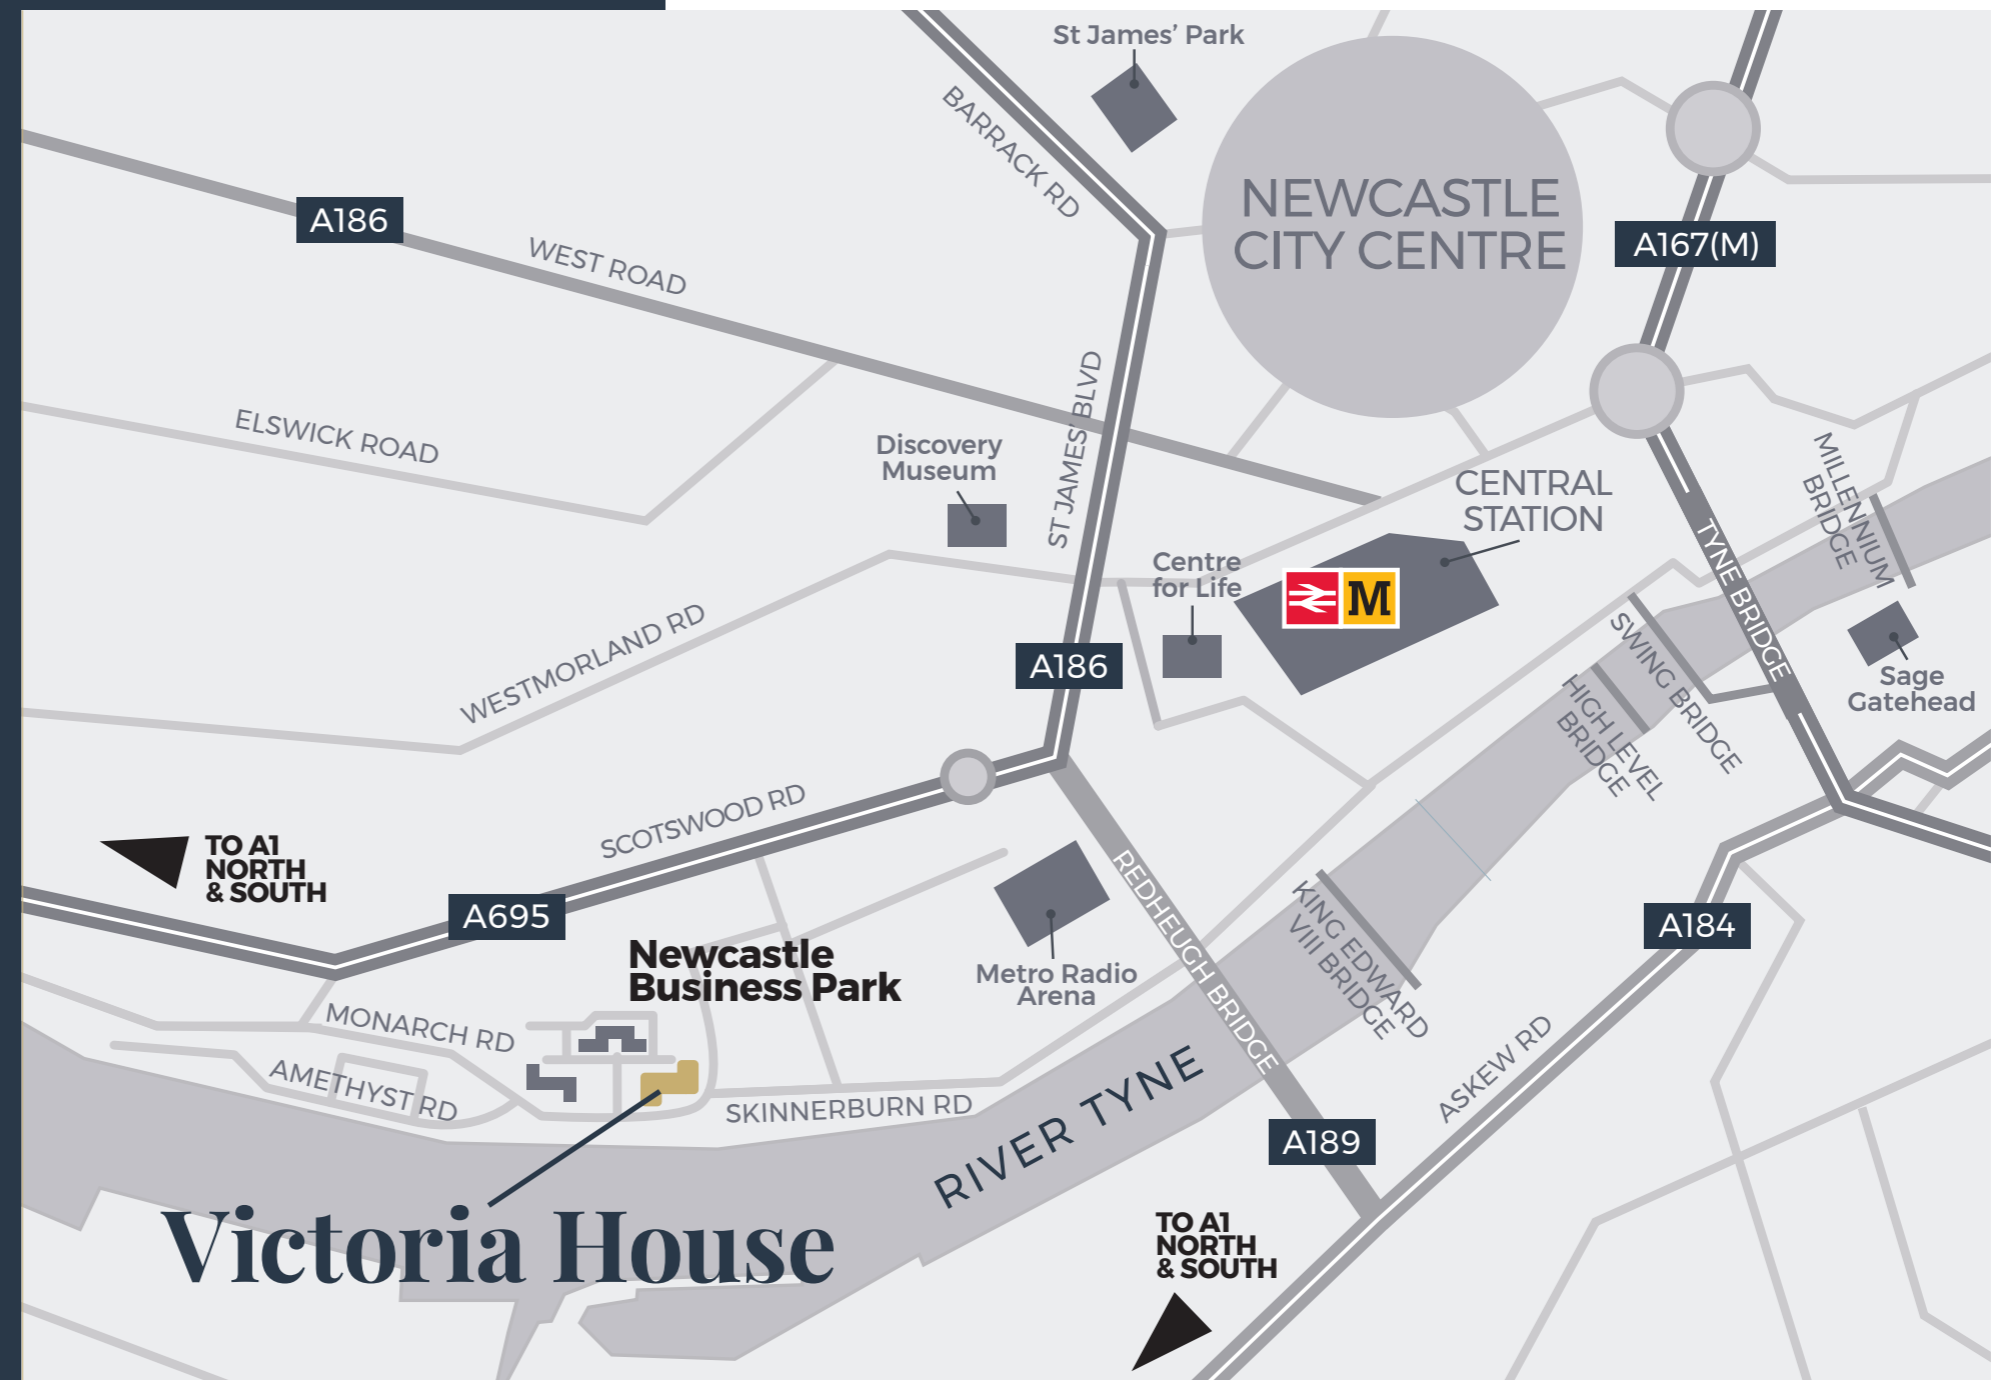 St James' Park
BARRACK RD
NEWCASTLE
CITY CENTRE
A186
A167(M)
WEST ROAD
ST JAMES' BLVD
ELSWICK ROAD
Discovery
Museum
CENTRAL
STATION
MILLENNIUM
BRIDGE
TYNE BRIDGE
Centre
for Life
M
WESTMORLAND RD
A186
SWING BRIDGE
HIGH LEVEL
BRIDGE
Sage
Gatehead
SCOTSWOOD RD
TO A1
NORTH
& SOUTH
A695
REDHEUGH BRIDGE
KING EDWARD
VIII BRIDGE
A184
Newcastle
Business Park
Metro Radio
Arena
MONARCH RD
AMETHYST RD
SKINNERBURN RD
RIVER TYNE
ASKEW RD
A189
Victoria House
TO A1
NORTH
& SOUTH